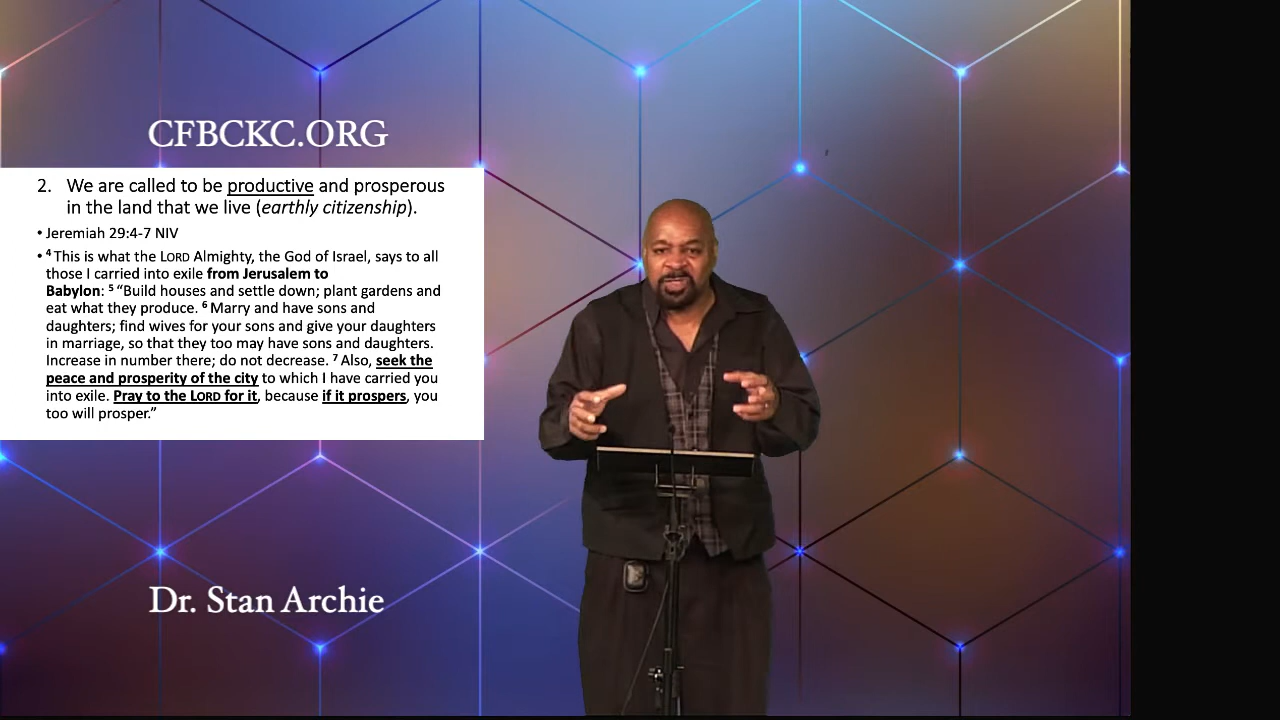 CFBCKC.ORG
2. We are called to be productive and prosperous
in the land that we live (earthly citizenship).
• Jeremiah 29:4-7 NIV
• 4 This is what the LORD Almighty, the God of Israel, says to all
those I carried into exile from Jerusalem to
Babylon: 5 “Build houses and settle down; plant gardens and
eat what they produce. 6 Marry and have sons and
daughters; find wives for your sons and give your daughters
in marriage, so that they too may have sons and daughters.
Increase in number there; do not decrease. 7 Also, seek the
peace and prosperity of the city to which I have carried you
into exile. Pray to the LORD for it, because if it prospers, you
too will prosper.”
Dr. Stan Archie